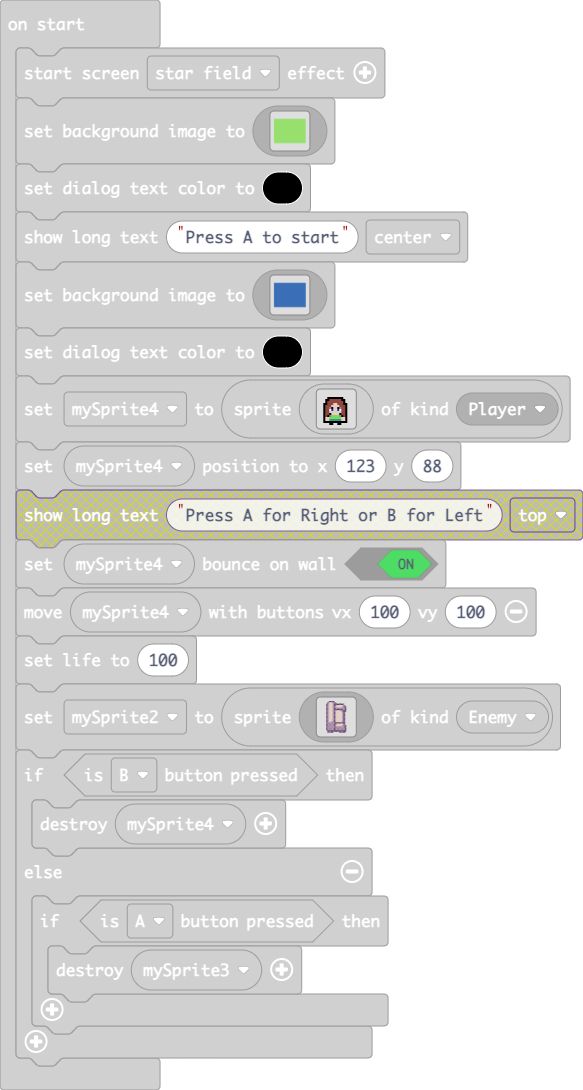 on start
start screen star field effect
set background image to
set dialog text color to
show long text "Press A to start" center
set background image to
set dialog text color to
set mySprite4 to sprite of kind Player
set mySprite4 position to x 123 y 88
show long text "Press A for Right or B for Left" top
set mySprite4 bounce on wall ON
move mySprite4 with buttons vx 100 vy 100
set life to 100
set mySprite2 to sprite of kind Enemy
if is B button pressed then
destroy mySprite4
else
if is A button pressed then
destroy mySprite3